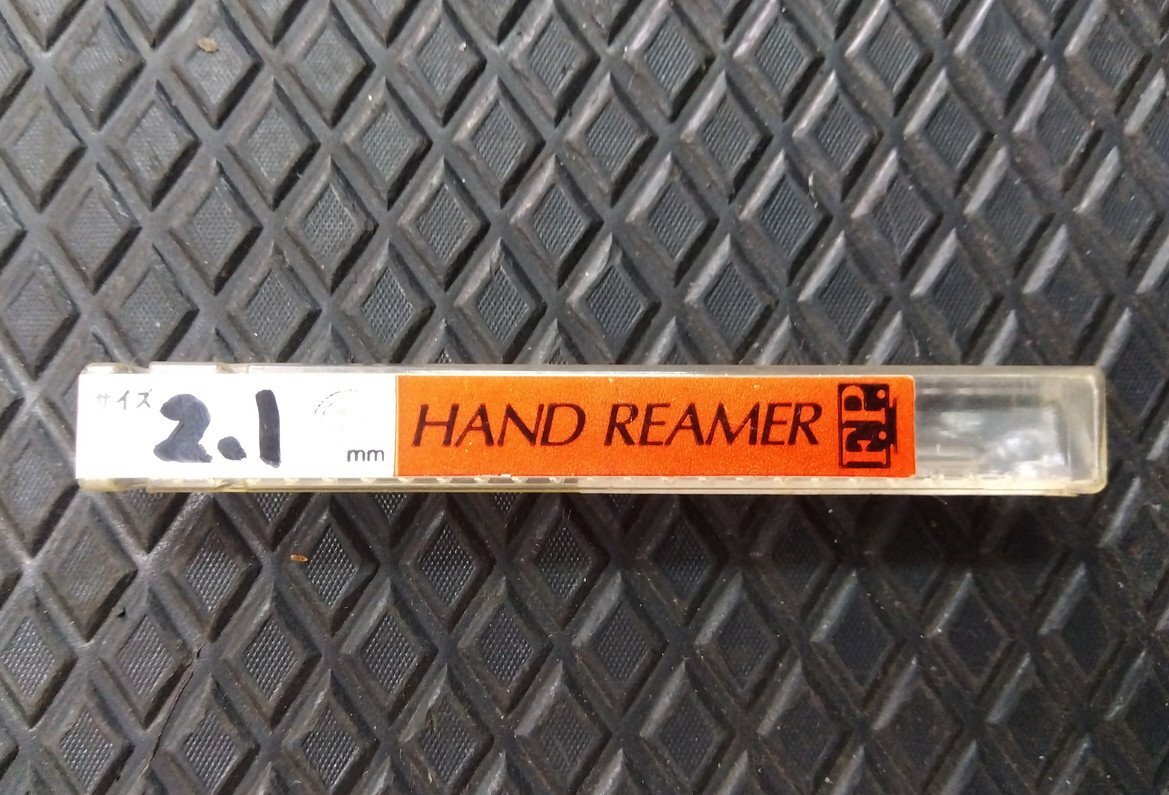 サイズ
2.1
mm
HAND REAMER
F.P.